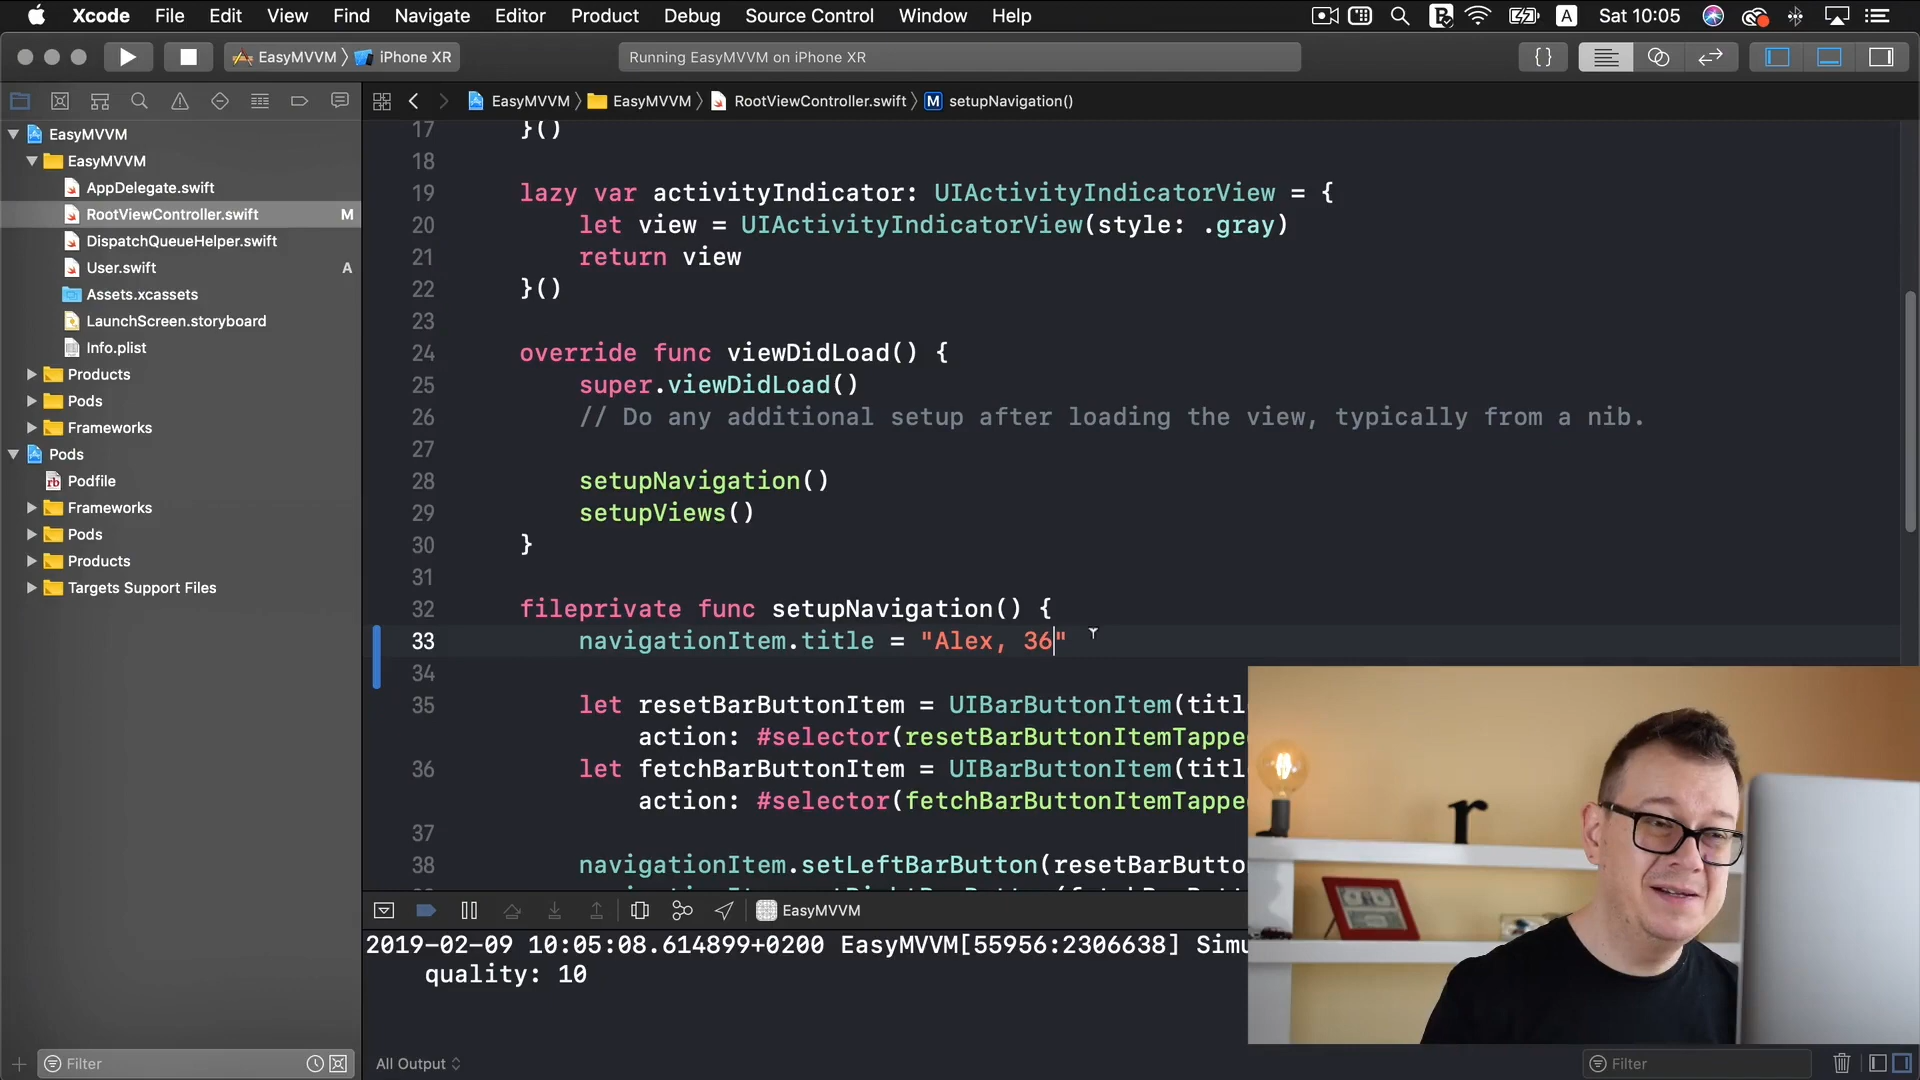 Xcode File Edit View Find Navigate Editor Product Debug Source Control Window Help A Sat 10:05
EasyMVVM iPhone XR Running EasyMVVM on iPhone XR {}
EasyMVVM EasyMVVM RootViewController.swift M setupNavigation()
EasyMVVM
EasyMVVM
AppDelegate.swift
RootViewController.swift M
DispatchQueueHelper.swift
User.swift A
Assets.xcassets
LaunchScreen.storyboard
Info.plist
Products
Pods
Frameworks
Pods
rb Podfile
Frameworks
Pods
Products
Targets Support Files
Filter
17 }()
18
19 lazy var activityIndicator: UIActivityIndicatorView = {
20 let view = UIActivityIndicatorView(style: .gray)
21 return view
22 }()
23
24 override func viewDidLoad() {
25 super.viewDidLoad()
26 // Do any additional setup after loading the view, typically from a nib.
27
28 setupNavigation()
29 setupViews()
30 }
31
32 fileprivate func setupNavigation() {
33 navigationItem.title = "Alex, 36"
34
35 let resetBarButtonItem = UIBarButtonItem(titl
action: #selector(resetBarButtonItemTappe
36 let fetchBarButtonItem = UIBarButtonItem(titl
action: #selector(fetchBarButtonItemTappe
37
38 navigationItem.setLeftBarButton(resetBarButto
EasyMVVM
2019-02-09 10:05:08.614899+0200 EasyMVVM[55956:2306638] Simu
quality: 10
All Output
Filter
r